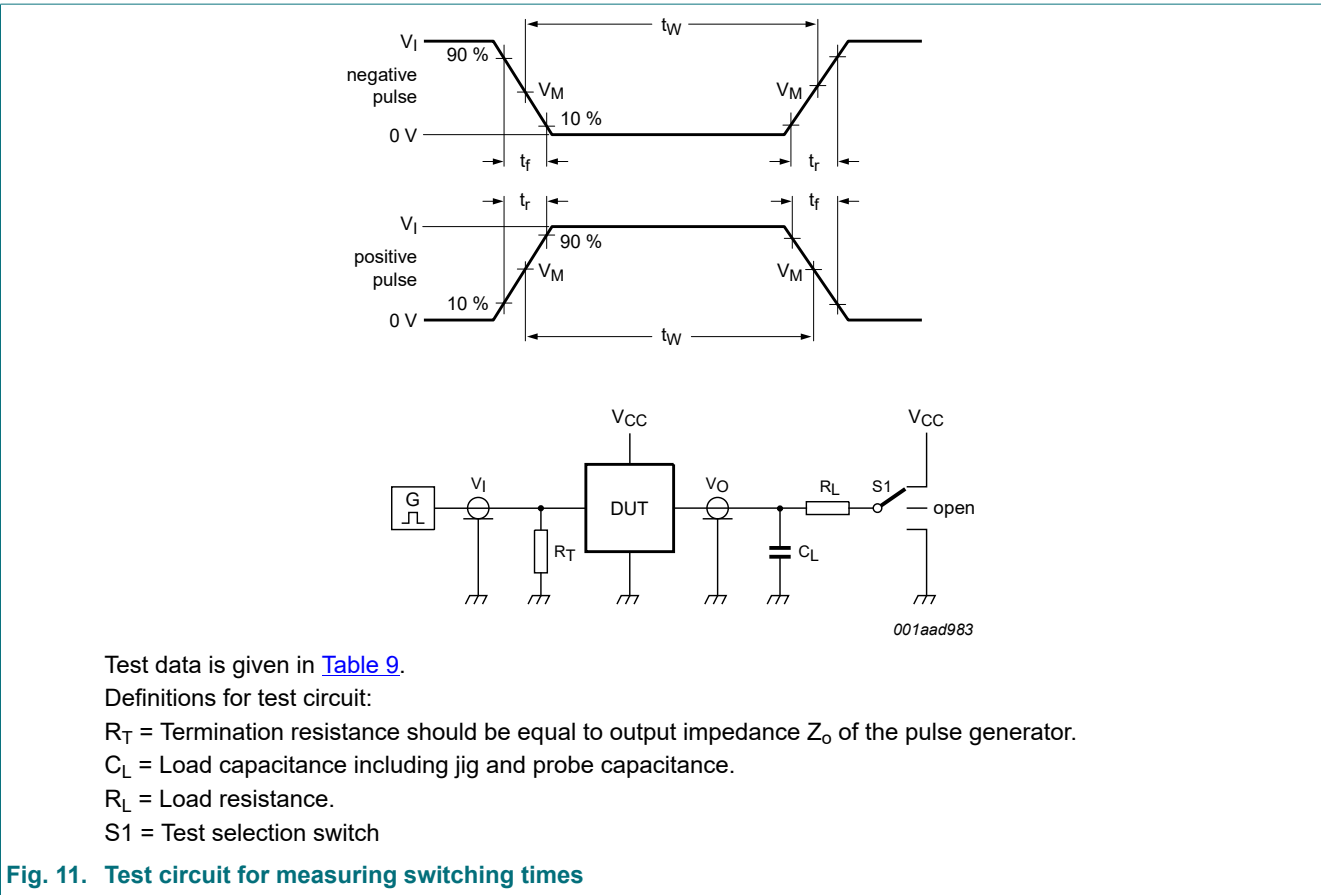 tW
VI
90 %
negative
pulse
VM
VM
10 %
0 V
tf
tr
tr
tf
VI
90 %
positive
pulse
VM
VM
10 %
0 V
tW
VCC
VCC
G
VI
DUT
VO
RL
S1
open
RT
CL
001aad983
Test data is given in Table 9.
Definitions for test circuit:
RT = Termination resistance should be equal to output impedance Zo of the pulse generator.
CL = Load capacitance including jig and probe capacitance.
RL = Load resistance.
S1 = Test selection switch
Fig. 11. Test circuit for measuring switching times